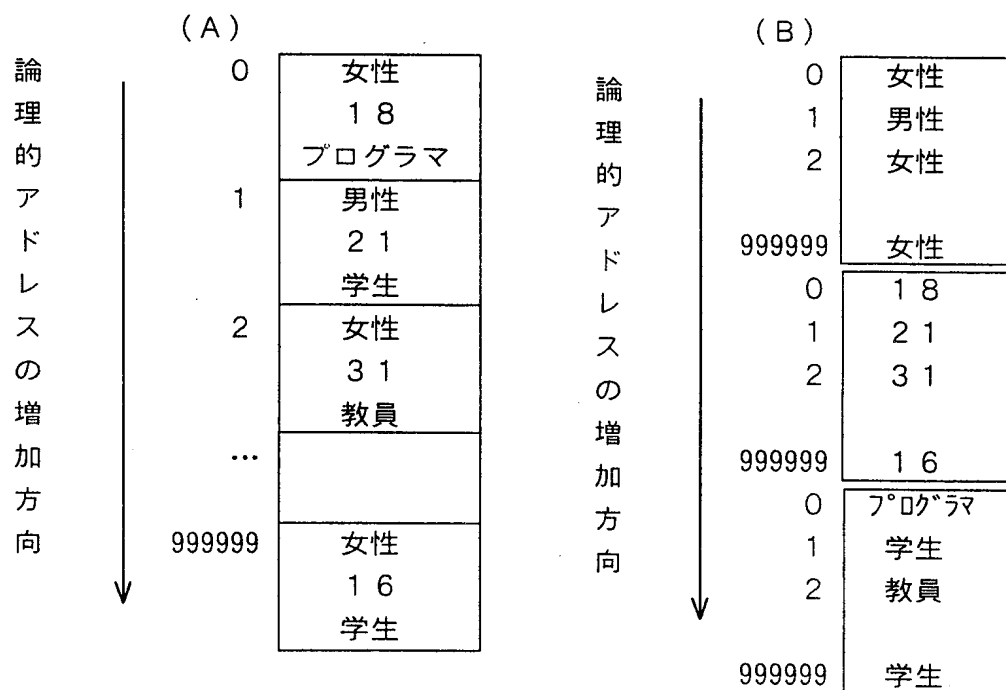 (A)
論理的アドレスの増加方向
0 女性
18
プログラマ
1 男性
21
学生
2 女性
31
教員
…
999999 女性
16
学生
(B)
論理的アドレスの増加方向
0 女性
1 男性
2 女性
999999 女性
0 18
1 21
2 31
999999 16
0 プログラマ
1 学生
2 教員
999999 学生